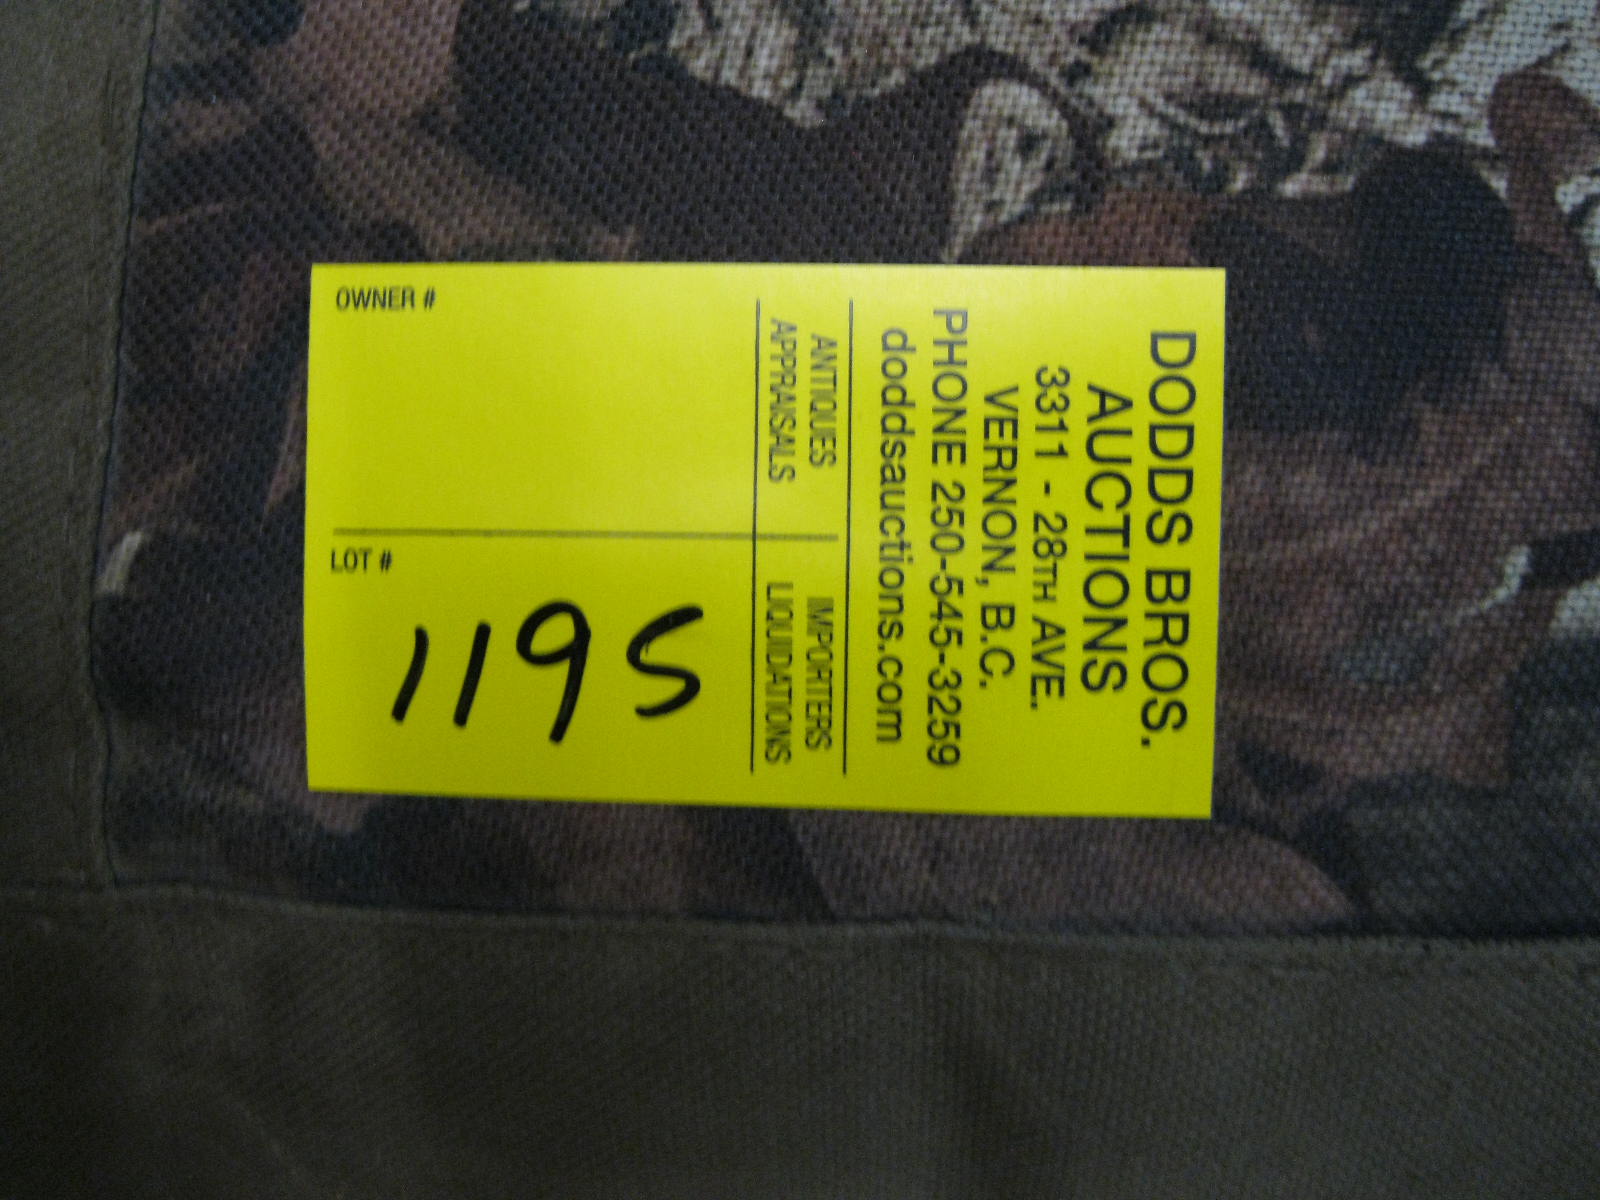 DODDS BROS.
AUCTIONS
3311 - 28TH AVE.
VERNON, B.C.
PHONE 250-545-3259
doddsauctions.com
ANTIQUES IMPORTERS
APPRAISALS LIQUIDATIONS
OWNER #
LOT #
1195